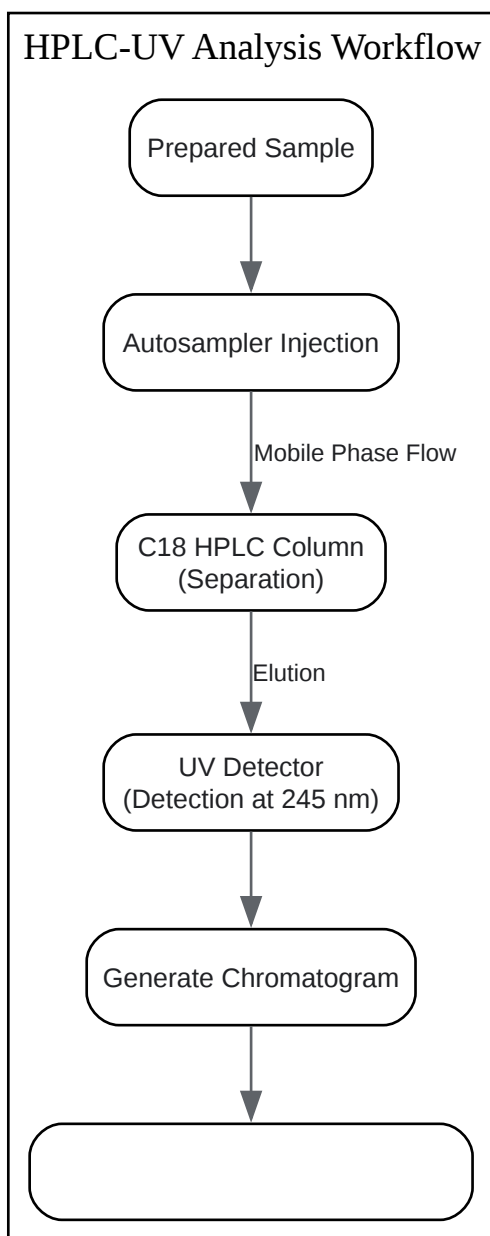 HPLC-UV Analysis Workflow
Prepared Sample
Autosampler Injection
Mobile Phase Flow
C18 HPLC Column
(Separation)
Elution
UV Detector
(Detection at 245 nm)
Generate Chromatogram